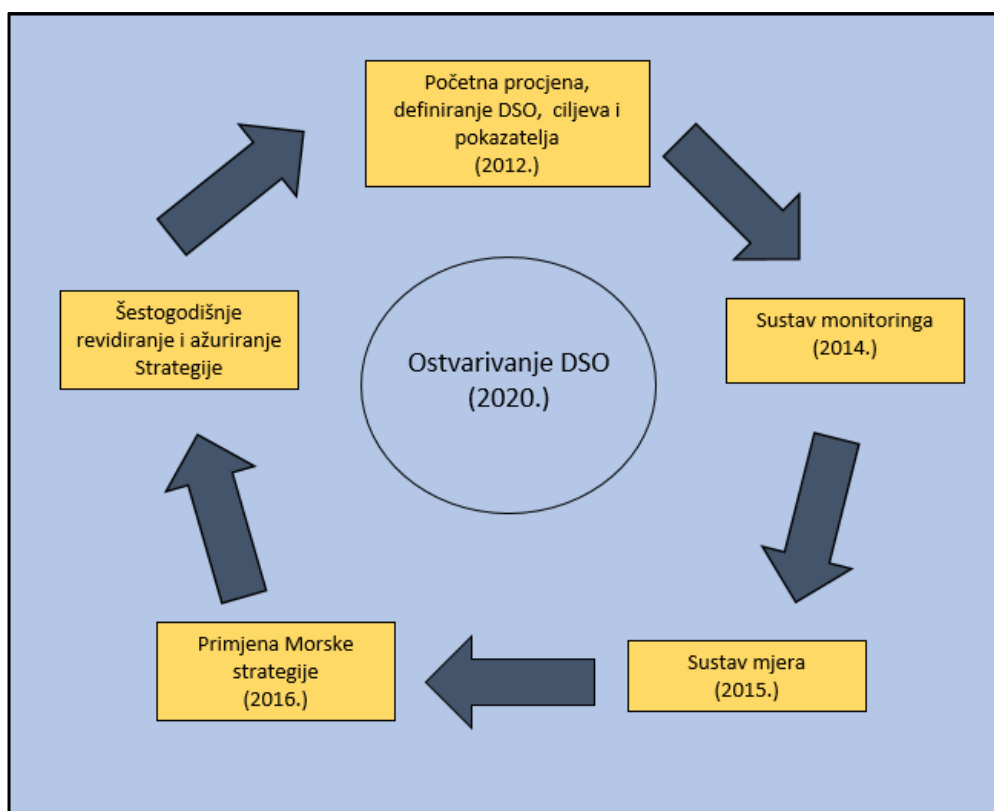 Početna procjena,
definiranje DSO, ciljeva i
pokazatelja
(2012.)
Sustav monitoringa
(2014.)
Sustav mjera
(2015.)
Primjena Morske
strategije
(2016.)
Šestogodišnje
revidiranje i ažuriranje
Strategije
Ostvarivanje DSO
(2020.)